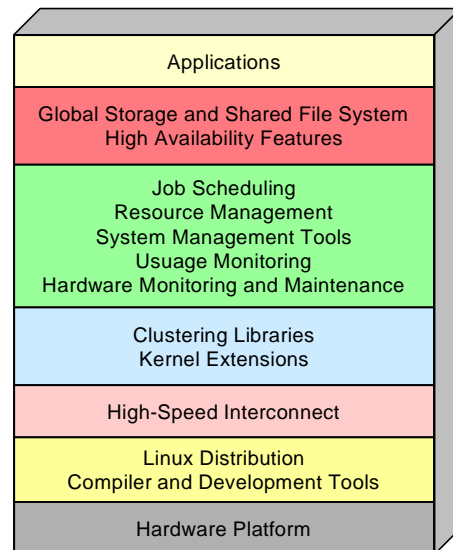 Applications
Global Storage and Shared File System
High Availability Features
Job Scheduling
Resource Management
System Management Tools
Usuage Monitoring
Hardware Monitoring and Maintenance
Clustering Libraries
Kernel Extensions
High-Speed Interconnect
Linux Distribution
Compiler and Development Tools
Hardware Platform